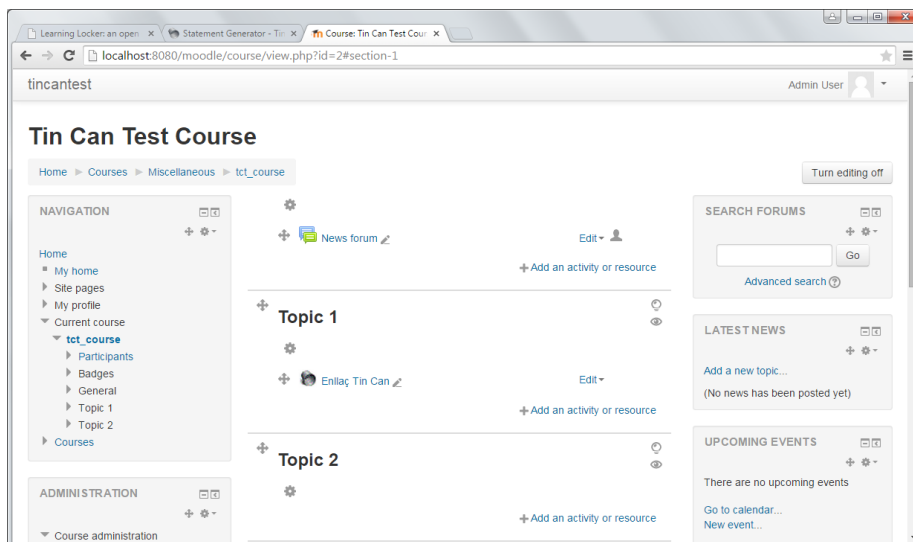 Learning Locker: an open
Statement Generator - Tin
Course: Tin Can Test Cour
localhost:8080/moodle/course/view.php?id=2#section-1
tincantest
Admin User
Tin Can Test Course
Home Courses Miscellaneous tct_course
Turn editing off
NAVIGATION
Home
My home
Site pages
My profile
Current course
tct_course
Participants
Badges
General
Topic 1
Topic 2
Courses
ADMINISTRATION
Course administration
News forum
Edit
Add an activity or resource
Topic 1
Enllaç Tin Can
Edit
Add an activity or resource
Topic 2
Add an activity or resource
SEARCH FORUMS
Go
Advanced search
LATEST NEWS
Add a new topic...
(No news has been posted yet)
UPCOMING EVENTS
There are no upcoming events
Go to calendar...
New event...